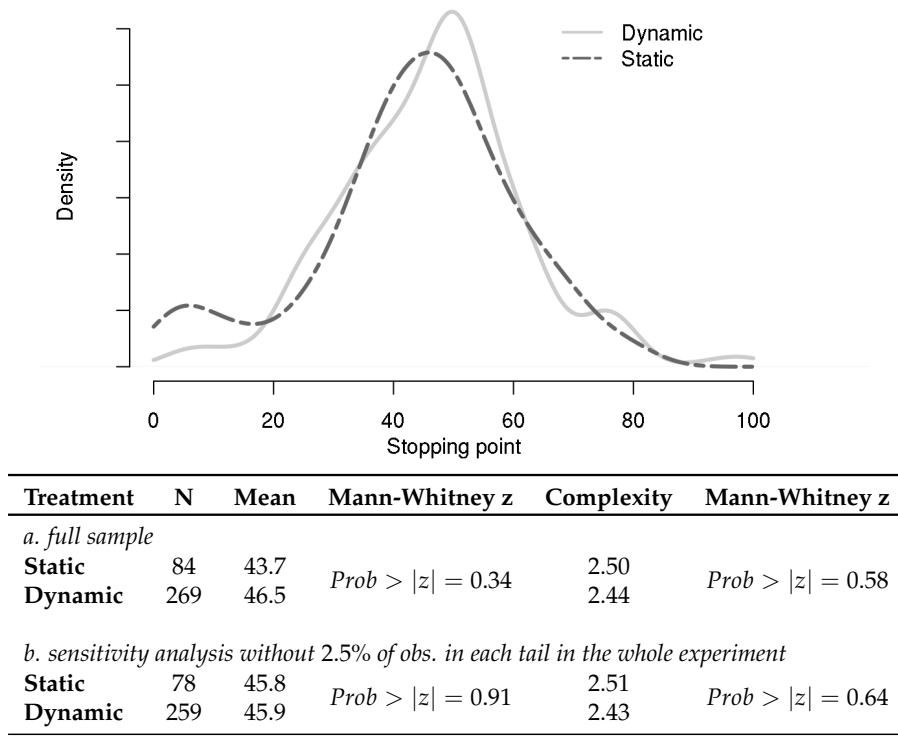 Dynamic
Static
Density
0 20 40 60 80 100
Stopping point
Treatment N Mean Mann-Whitney z Complexity Mann-Whitney z
a. full sample
Static 84 43.7 Prob > |z| = 0.34 2.50 Prob > |z| = 0.58
Dynamic 269 46.5 2.44
b. sensitivity analysis without 2.5% of obs. in each tail in the whole experiment
Static 78 45.8 Prob > |z| = 0.91 2.51 Prob > |z| = 0.64
Dynamic 259 45.9 2.43